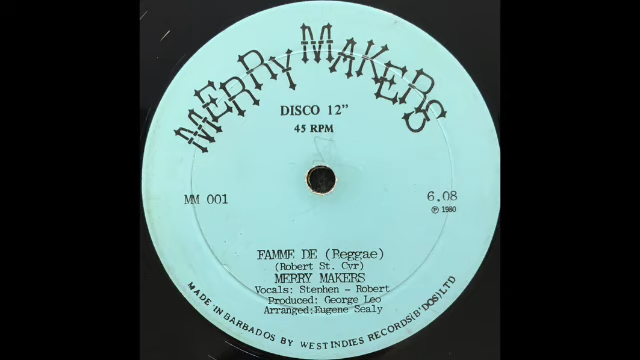 MERRY MAKERS
DISCO 12"
45 RPM
MM 001
6.08
℗ 1980
FAMME DE (Reggae)
(Robert St. Cyr)
MERRY MAKERS
Vocals: Stephen - Robert
Produced: George Leo
Arranged:Eugene Sealy
MADE IN BARBADOS BY WEST INDIES RECORDS (B'DOS) LTD